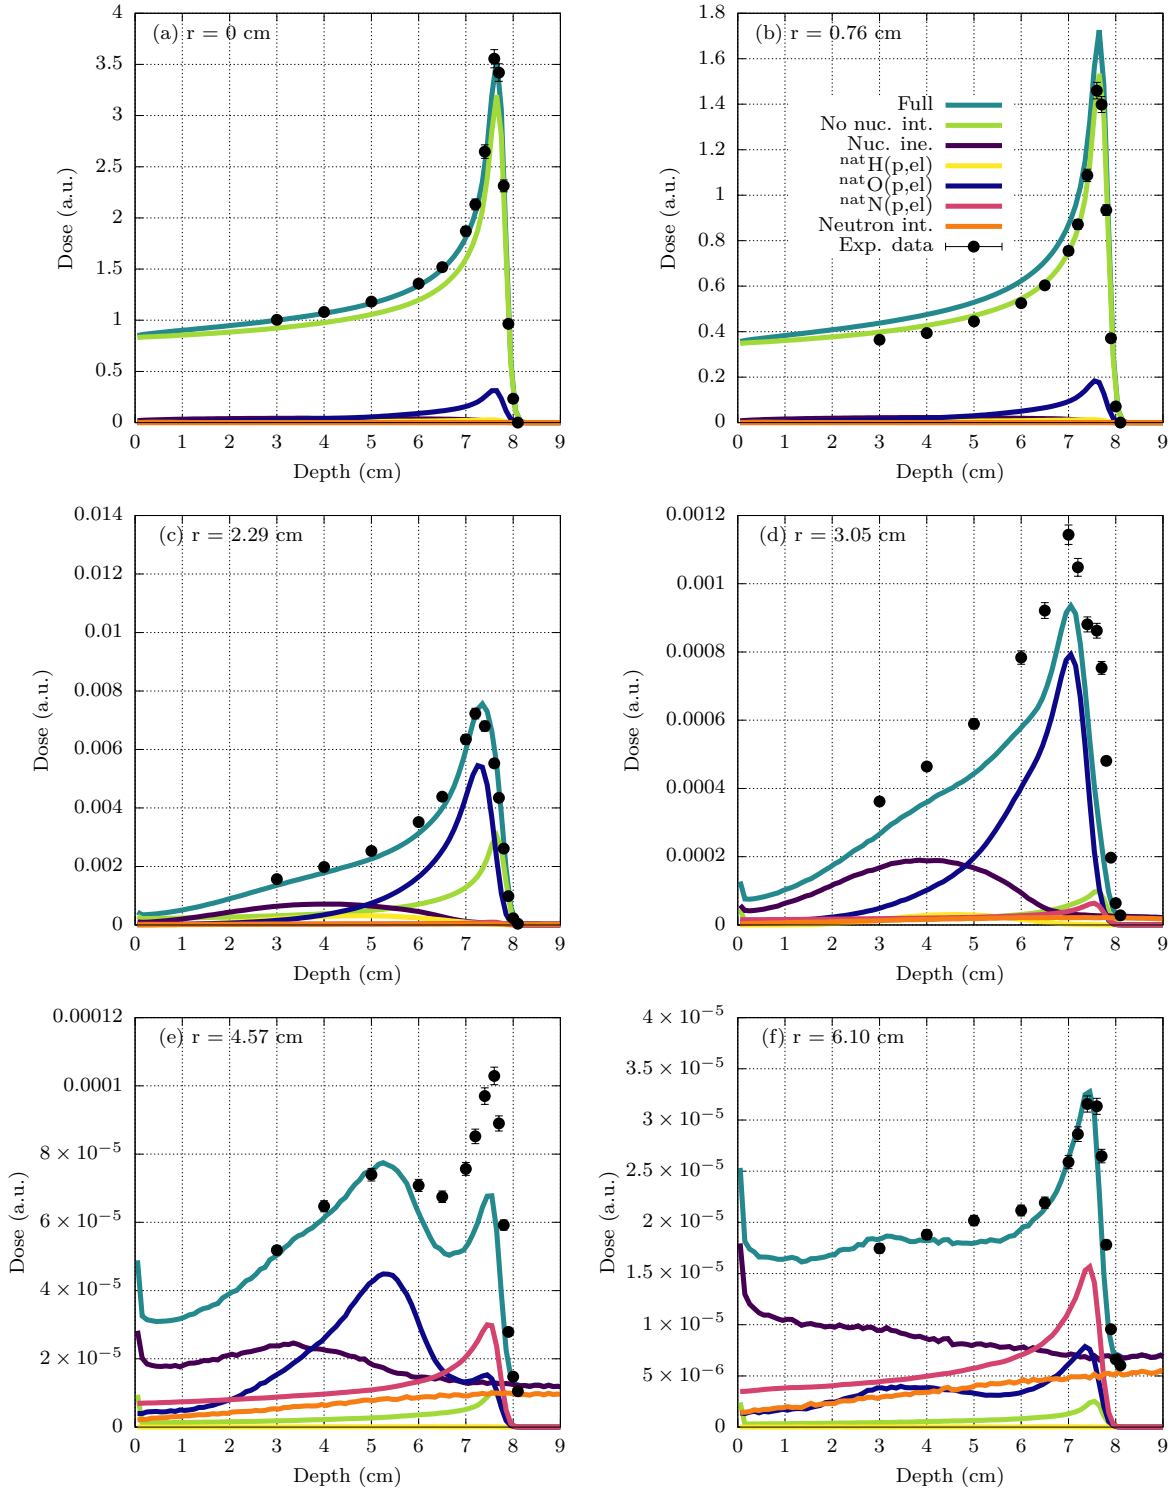 (a) r = 0 cm
4
3.5
3
2.5
2
1.5
1
0.5
0
Dose (a.u.)
0 1 2 3 4 5 6 7 8 9
Depth (cm)
(b) r = 0.76 cm
1.8
1.6
1.4
1.2
1
0.8
0.6
0.4
0.2
0
Dose (a.u.)
Full
No nuc. int.
Nuc. ine.
natH(p,el)
natO(p,el)
natN(p,el)
Neutron int.
Exp. data
0 1 2 3 4 5 6 7 8 9
Depth (cm)
(c) r = 2.29 cm
0.014
0.012
0.01
0.008
0.006
0.004
0.002
0
Dose (a.u.)
0 1 2 3 4 5 6 7 8 9
Depth (cm)
(d) r = 3.05 cm
0.0012
0.001
0.0008
0.0006
0.0004
0.0002
0
Dose (a.u.)
0 1 2 3 4 5 6 7 8 9
Depth (cm)
(e) r = 4.57 cm
0.00012
0.0001
8 × 10⁻⁵
6 × 10⁻⁵
4 × 10⁻⁵
2 × 10⁻⁵
0
Dose (a.u.)
0 1 2 3 4 5 6 7 8 9
Depth (cm)
(f) r = 6.10 cm
4 × 10⁻⁵
3.5 × 10⁻⁵
3 × 10⁻⁵
2.5 × 10⁻⁵
2 × 10⁻⁵
1.5 × 10⁻⁵
1 × 10⁻⁵
5 × 10⁻⁶
0
Dose (a.u.)
0 1 2 3 4 5 6 7 8 9
Depth (cm)